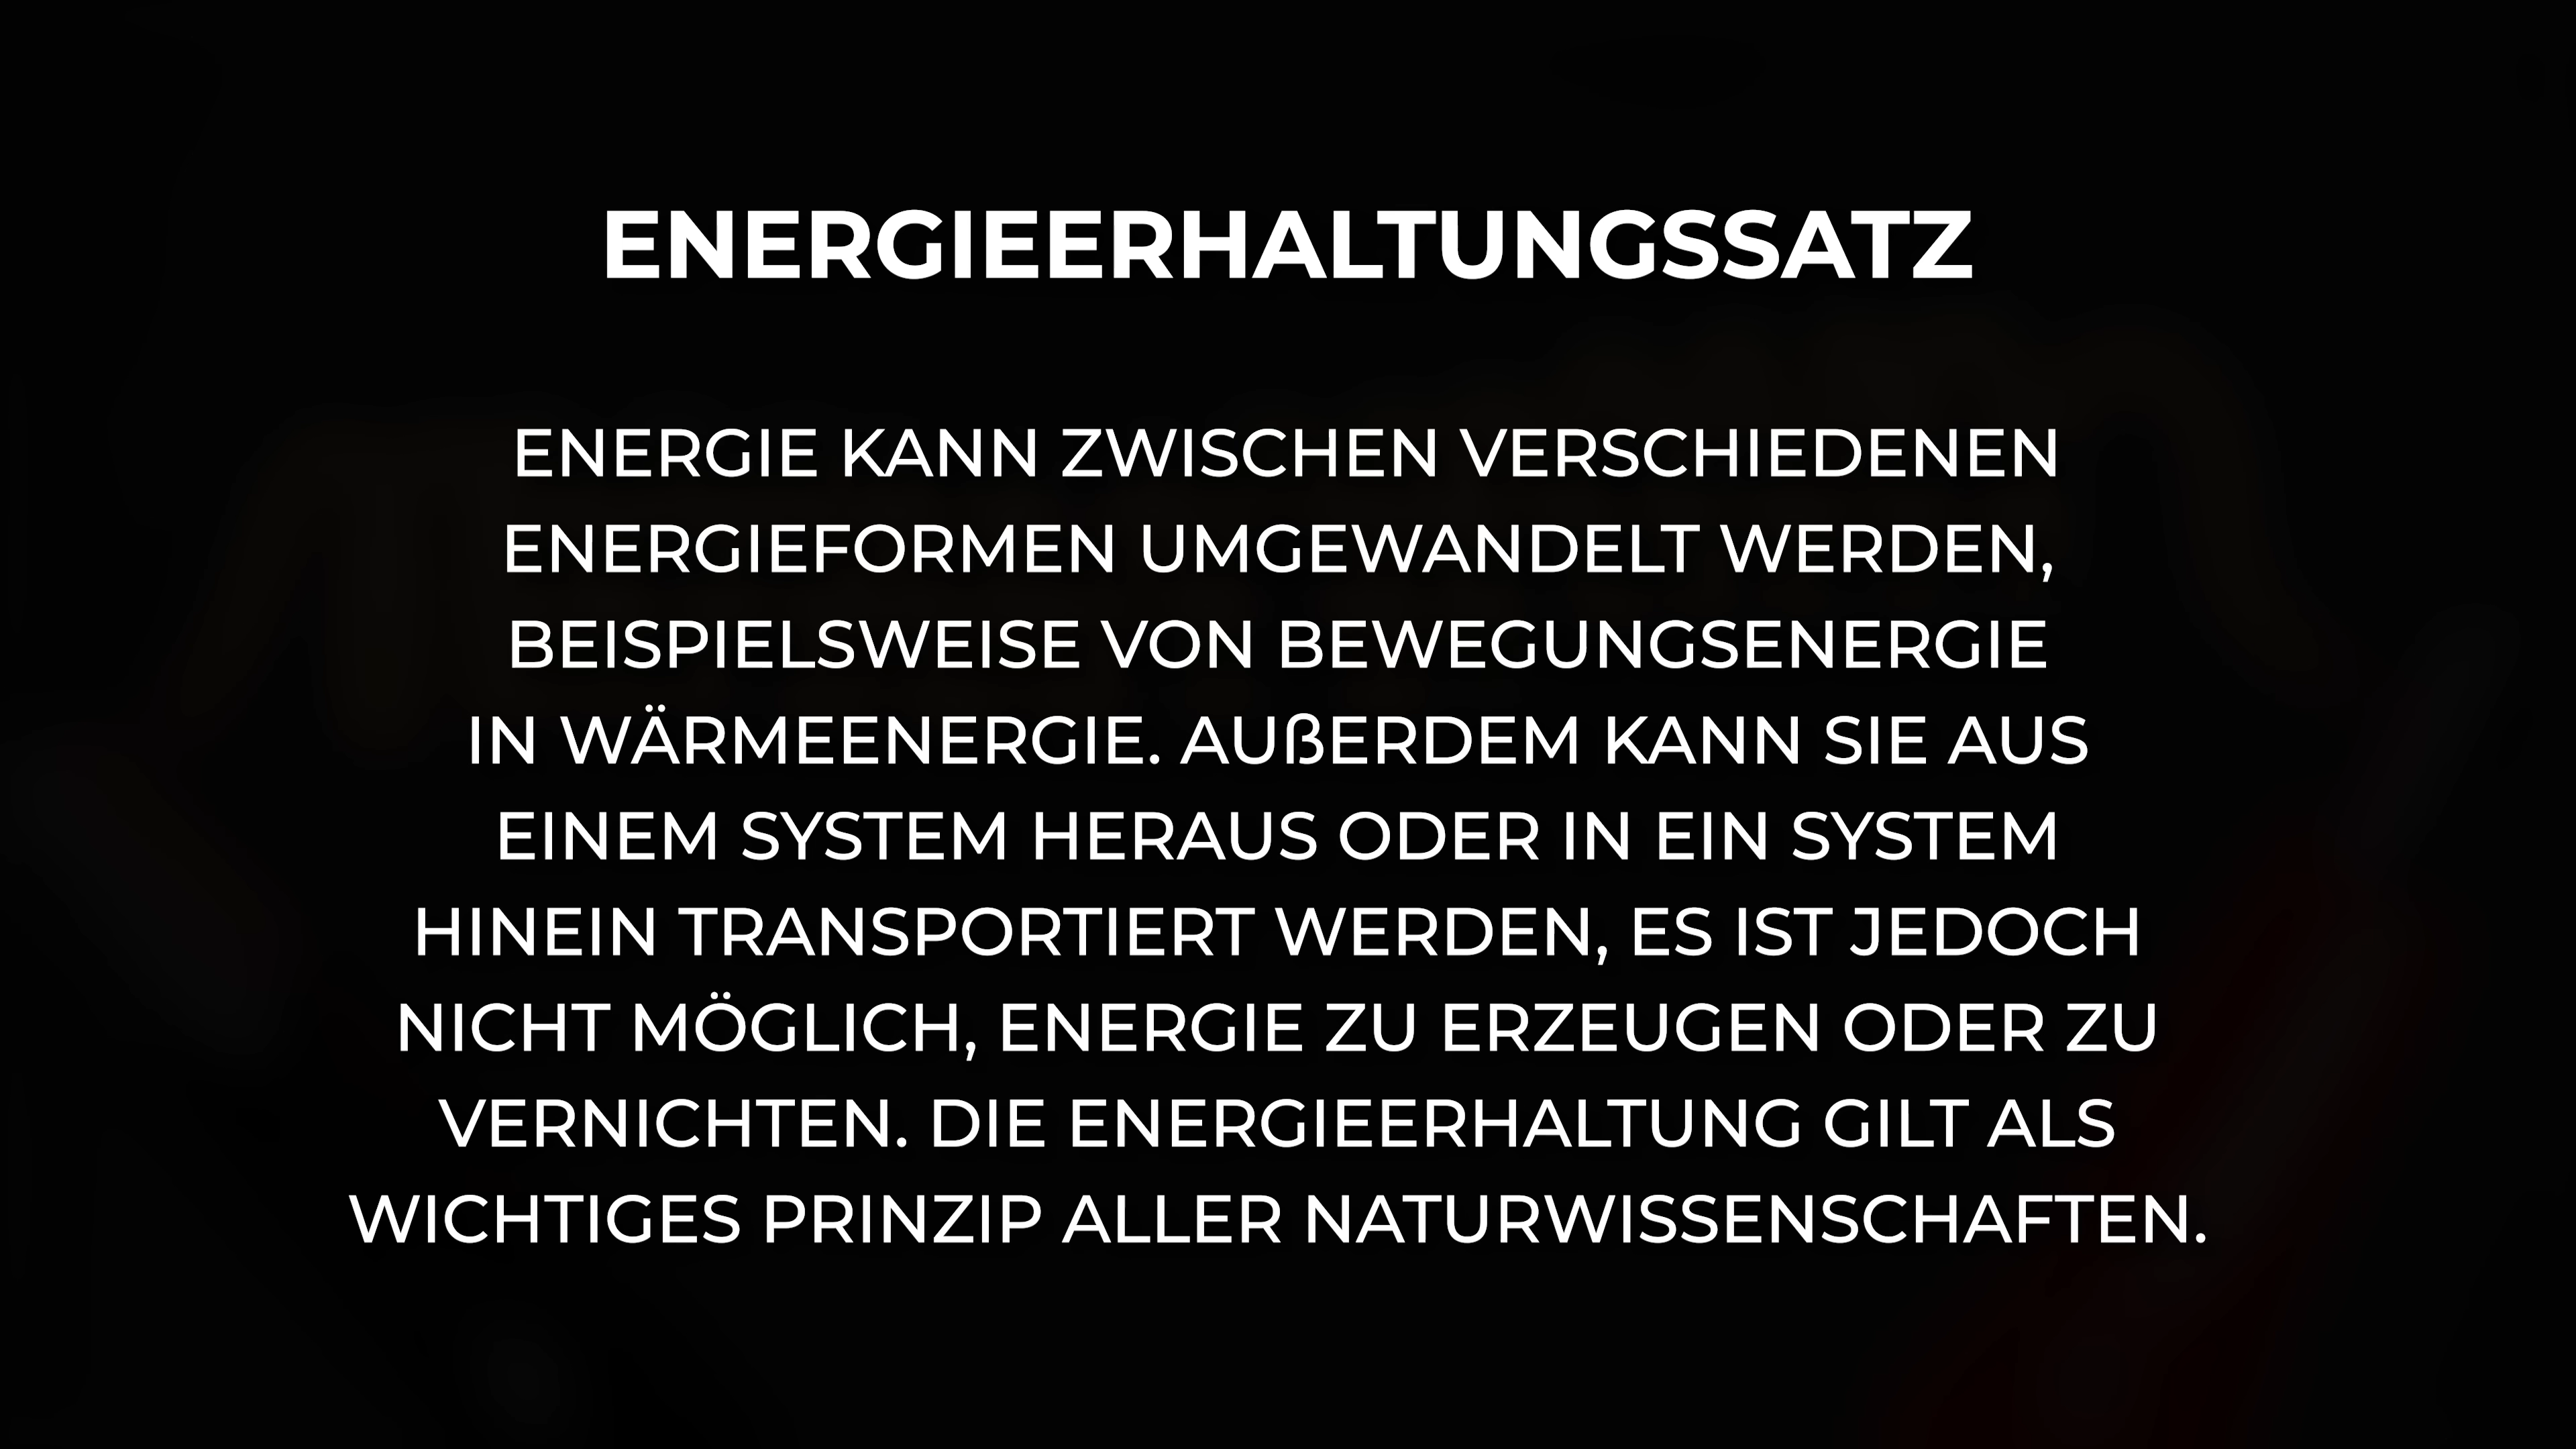 ENERGIEERHALTUNGSSATZ
ENERGIE KANN ZWISCHEN VERSCHIEDENEN
ENERGIEFORMEN UMGEWANDELT WERDEN,
BEISPIELSWEISE VON BEWEGUNGSENERGIE
IN WÄRMEENERGIE. AUßERDEM KANN SIE AUS
EINEM SYSTEM HERAUS ODER IN EIN SYSTEM
HINEIN TRANSPORTIERT WERDEN, ES IST JEDOCH
NICHT MÖGLICH, ENERGIE ZU ERZEUGEN ODER ZU
VERNICHTEN. DIE ENERGIEERHALTUNG GILT ALS
WICHTIGES PRINZIP ALLER NATURWISSENSCHAFTEN.